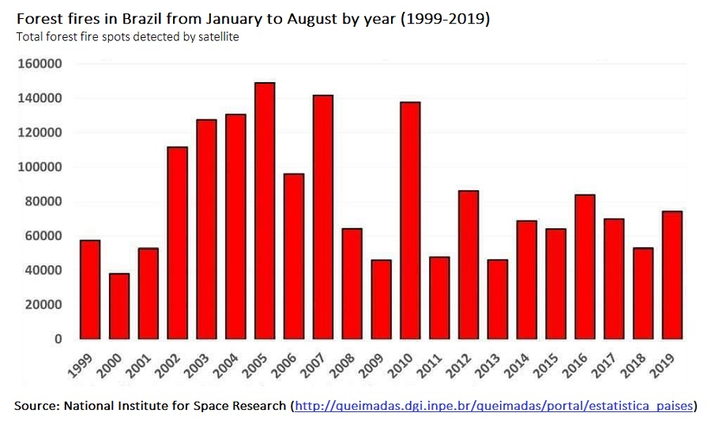 Forest fires in Brazil from January to August by year (1999-2019)
Total forest fire spots detected by satellite
160000
140000
120000
100000
80000
60000
40000
20000
0
1999 2000 2001 2002 2003 2004 2005 2006 2007 2008 2009 2010 2011 2012 2013 2014 2015 2016 2017 2018 2019
Source: National Institute for Space Research (http://queimadas.dgi.inpe.br/queimadas/portal/estatistica_paises)